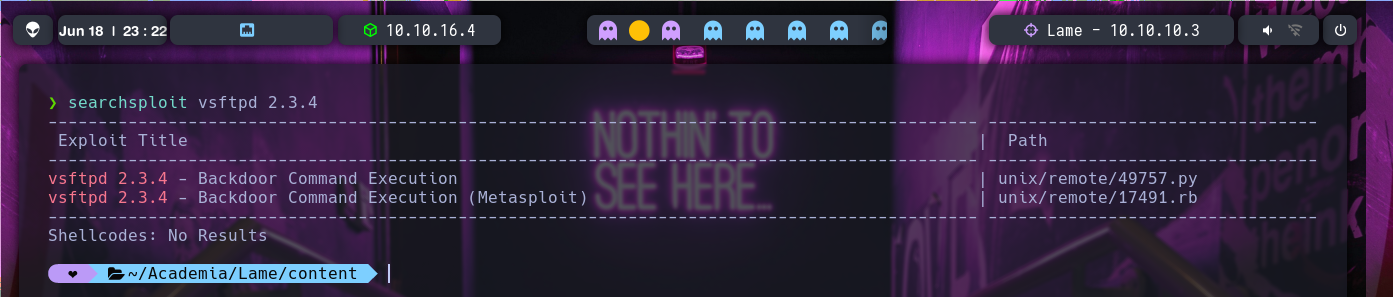 Jun 18 | 23 : 22
10.10.16.4
Lame - 10.10.10.3
❯ searchsploit vsftpd 2.3.4
Exploit Title | Path
vsftpd 2.3.4 - Backdoor Command Execution | unix/remote/49757.py
vsftpd 2.3.4 - Backdoor Command Execution (Metasploit) | unix/remote/17491.rb
Shellcodes: No Results
~/Academia/Lame/content
NOTHIN' TO
SEE HERE...
them